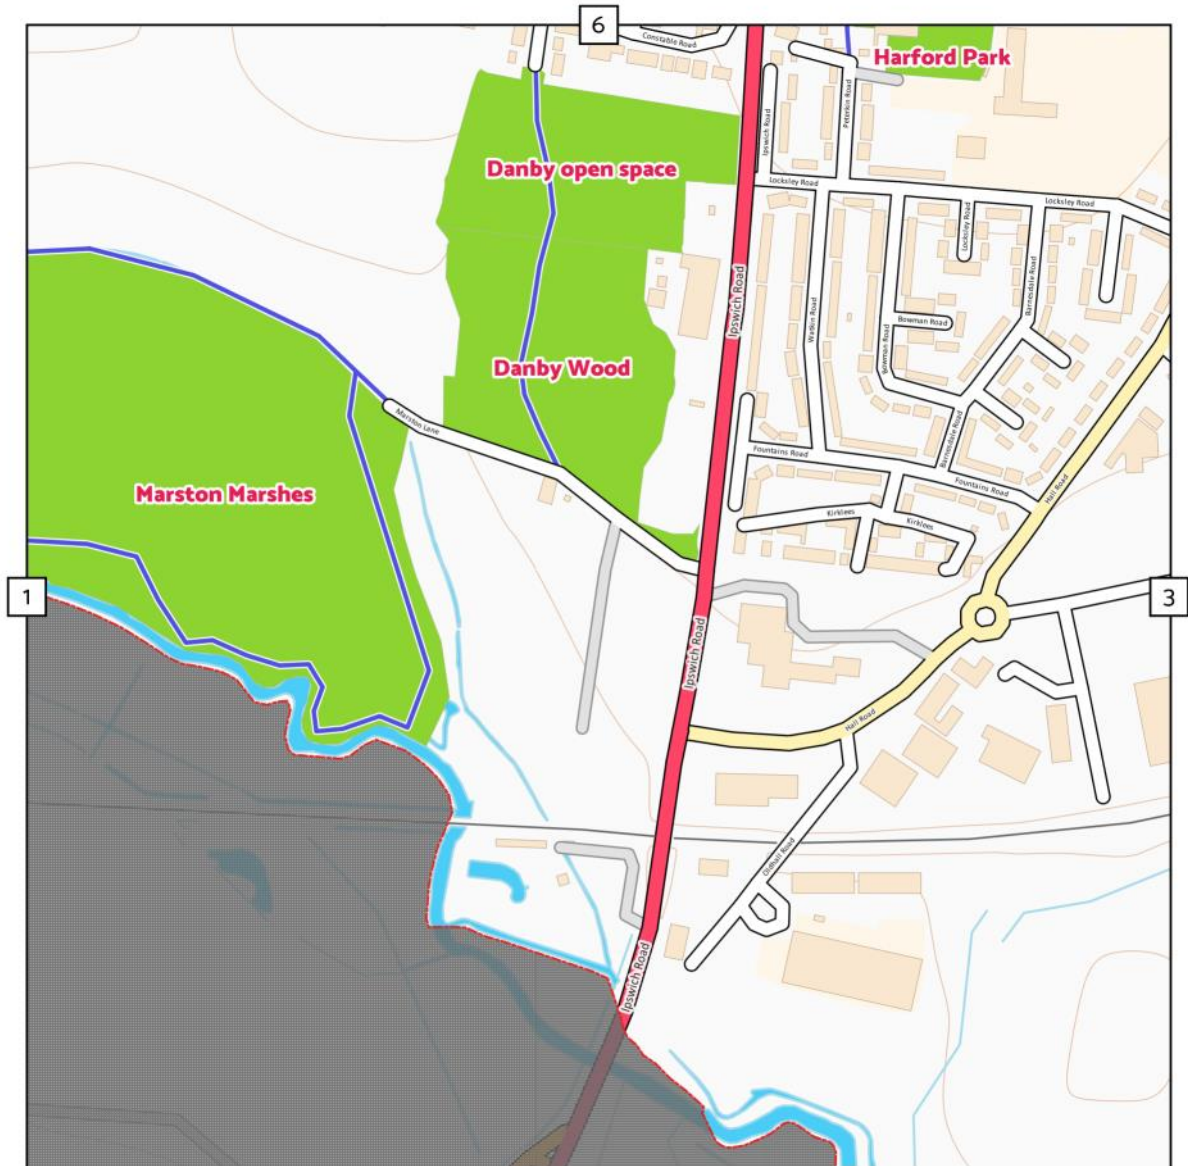 6
Constable Road
Harford Park
Ipswich Road
Peterkin Road
Danby open space
Locksley Road
Locksley Road
Locksley Road
Ipswich Road
Watkin Road
Bowman Road
Bowman Road
Barnesdale Road
Danby Wood
Marston Lane
Barnesdale Road
Fountains Road
Fountains Road
Hall Road
Marston Marshes
Kirklees
Kirklees
1
3
Ipswich Road
Hall Road
Oldhall Road
Ipswich Road